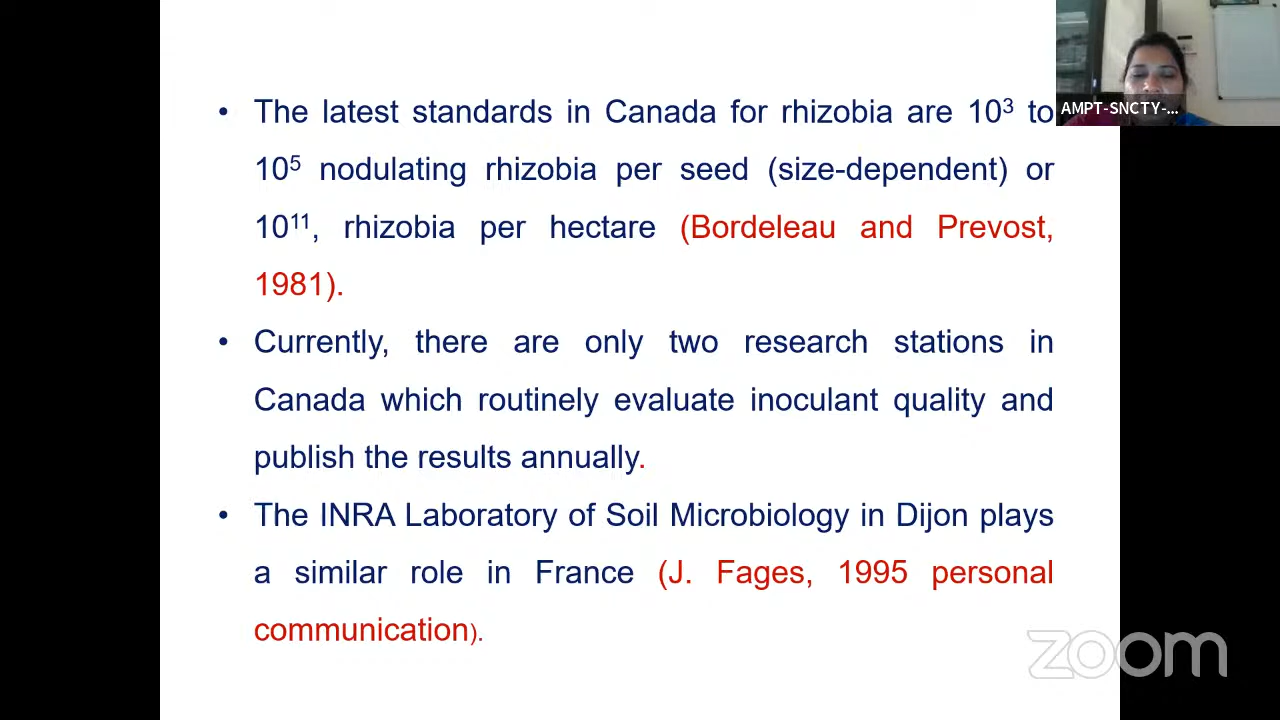 • The latest standards in Canada for rhizobia are 10³ to
10⁵ nodulating rhizobia per seed (size-dependent) or
10¹¹, rhizobia per hectare (Bordeleau and Prevost,
1981).
• Currently, there are only two research stations in
Canada which routinely evaluate inoculant quality and
publish the results annually.
• The INRA Laboratory of Soil Microbiology in Dijon plays
a similar role in France (J. Fages, 1995 personal
communication).
AMPT-SNCTY-...
zoom